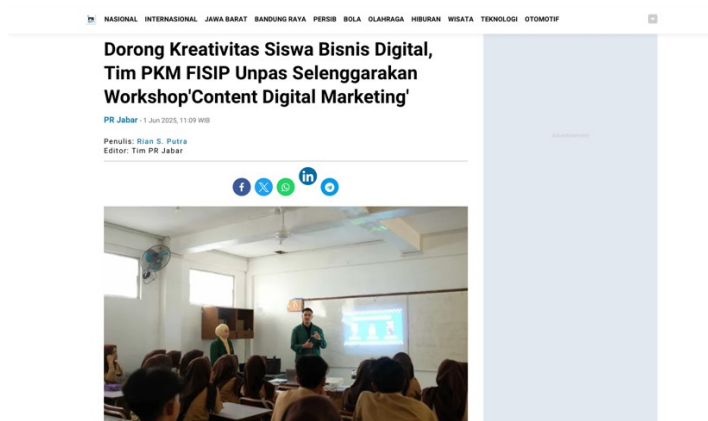 NASIONAL INTERNASIONAL JAWA BARAT BANDUNG RAYA PERSIB BOLA OLAHRAGA HIBURAN WISATA TEKNOLOGI OTOMOTIF
Dorong Kreativitas Siswa Bisnis Digital,
Tim PKM FISIP Unpas Selenggarakan
Workshop'Content Digital Marketing'
PR Jabar - 1 Jun 2025, 11:09 WIB
Penulis: Rian S. Putra
Editor: Tim PR Jabar
Advertisement